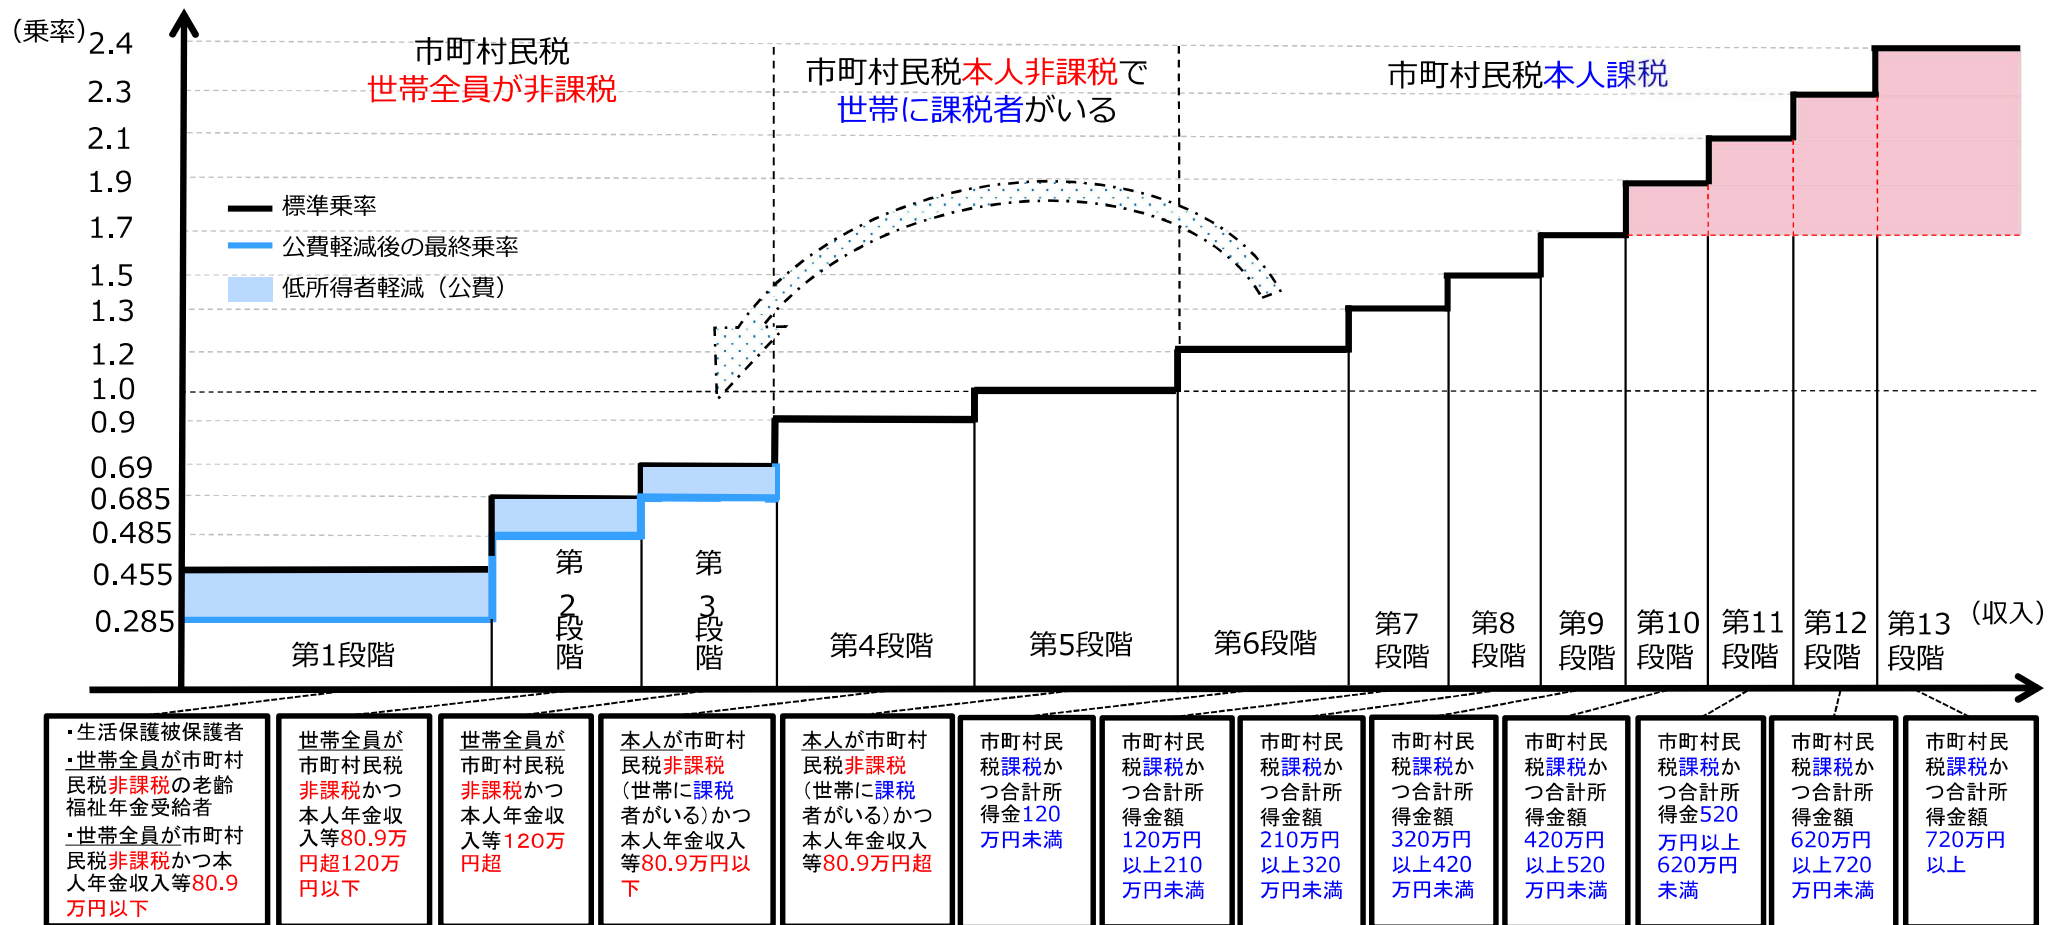 (乗率)
2.4
2.3
2.1
1.9
1.7
1.5
1.3
1.2
1.0
0.9
0.69
0.685
0.485
0.455
0.285
市町村民税
世帯全員が非課税
市町村民税本人非課税で
世帯に課税者がいる
市町村民税本人課税
標準乗率
公費軽減後の最終乗率
低所得者軽減（公費）
第1段階
第
2
段
階
第
3
段
階
第4段階
第5段階
第6段階
第7
段階
第8
段階
第9
段階
第10
段階
第11
段階
第12
段階
第13
段階
(収入)
・生活保護被保護者
・世帯全員が市町村
民税非課税の老齢
福祉年金受給者
・世帯全員が市町村
民税非課税かつ本
人年金収入等80.9
万円以下
世帯全員が
市町村民税
非課税かつ
本人年金収
入等80.9万
円超120万
円以下
世帯全員が
市町村民税
非課税かつ
本人年金収
入等120万
円超
本人が市町村
民税非課税
(世帯に課税
者がいる)かつ
本人年金収入
等80.9万円以
下
本人が市町村
民税非課税
(世帯に課税
者がいる)かつ
本人年金収入
等80.9万円超
市町村民
税課税か
つ合計所
得金120
万円未満
市町村民
税課税か
つ合計所
得金額
120万円
以上210
万円未満
市町村民
税課税か
つ合計所
得金額
210万円
以上320
万円未満
市町村民
税課税か
つ合計所
得金額
320万円
以上420
万円未満
市町村民
税課税か
つ合計所
得金額
420万円
以上520
万円未満
市町村民
税課税か
つ合計所
得金520
万円以上
620万円
未満
市町村民
税課税か
つ合計所
得金額
620万円
以上720
万円未満
市町村民
税課税か
つ合計所
得金額
720万円
以上